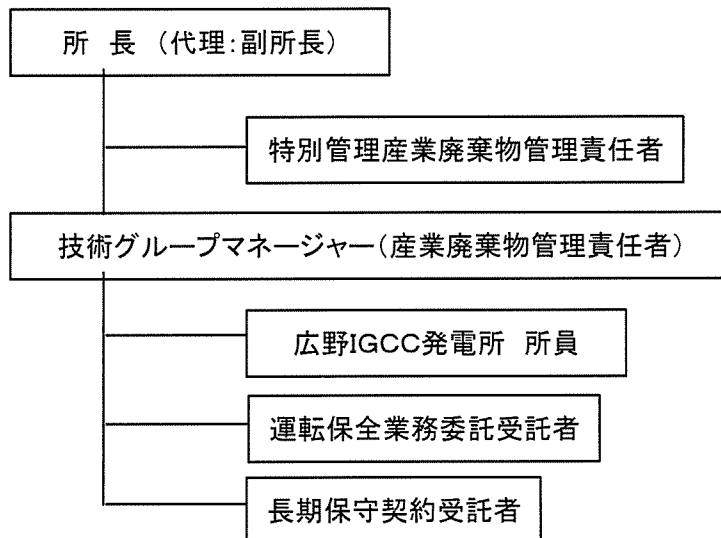 所 長 （代理:副所長）
特別管理産業廃棄物管理責任者
技術グループマネージャー（産業廃棄物管理責任者）
広野IGCC発電所 所員
運転保全業務委託受託者
長期保守契約受託者